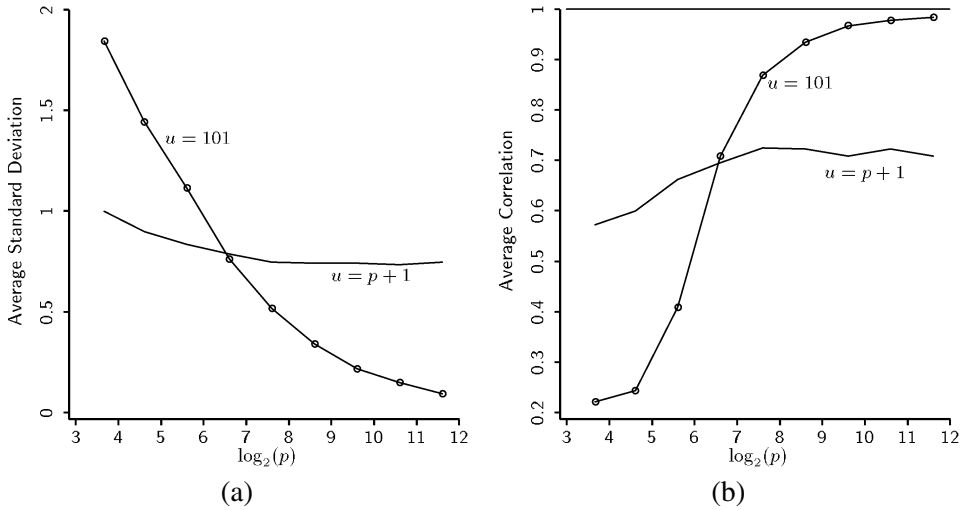 2
1.5
1
0.5
0
Average Standard Deviation
u = 101
u = p + 1
3 4 5 6 7 8 9 10 11 12
log₂(p)
(a)
1
0.9
0.8
0.7
0.6
0.5
0.4
0.3
0.2
Average Correlation
u = 101
u = p + 1
3 4 5 6 7 8 9 10 11 12
log₂(p)
(b)